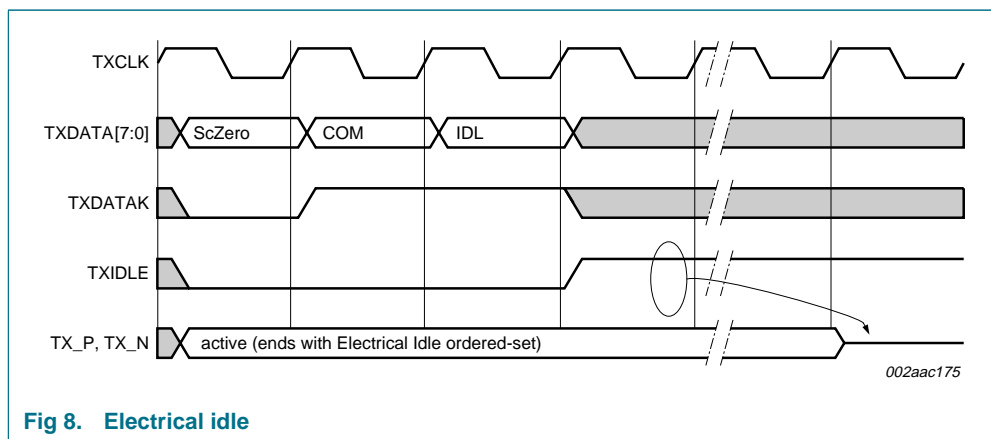 TXCLK
TXDATA[7:0] ScZero COM IDL
TXDATAK
TXIDLE
TX_P, TX_N active (ends with Electrical Idle ordered-set)
002aac175
Fig 8. Electrical idle